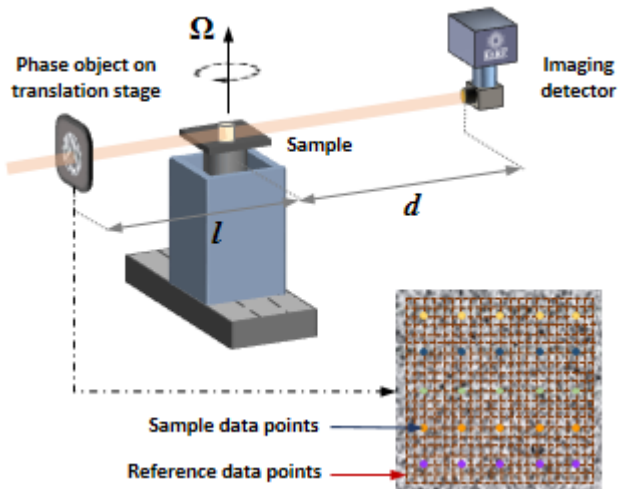 Ω
Phase object on
translation stage
Imaging
detector
Sample
l
d
Sample data points
Reference data points